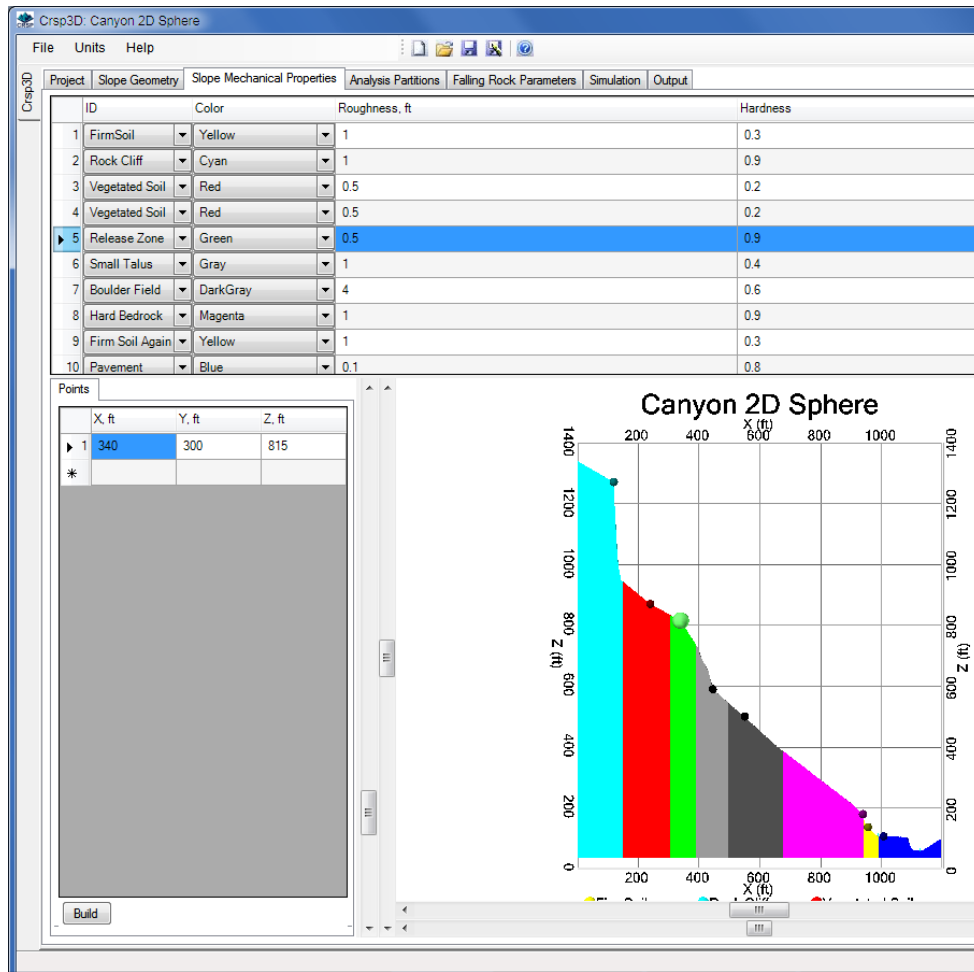 Crsp3D: Canyon 2D Sphere
File Units Help
Crsp3D
Project Slope Geometry Slope Mechanical Properties Analysis Partitions Falling Rock Parameters Simulation Output
ID Color Roughness, ft Hardness
1 FirmSoil Yellow 1 0.3
2 Rock Cliff Cyan 1 0.9
3 Vegetated Soil Red 0.5 0.2
4 Vegetated Soil Red 0.5 0.2
5 Release Zone Green 0.5 0.9
6 Small Talus Gray 1 0.4
7 Boulder Field DarkGray 4 0.6
8 Hard Bedrock Magenta 1 0.9
9 Firm Soil Again Yellow 1 0.3
10 Pavement Blue 0.1 0.8
Points
X, ft Y, ft Z, ft
1 340 300 815
Canyon 2D Sphere
X (ft)
200 400 600 800 1000
1400 1200 1000 800 600 400 200 0
Z (ft)
1400 1200 1000 800 600 400 200 0
Z (ft)
200 400 600 800 1000
X (ft)
Build